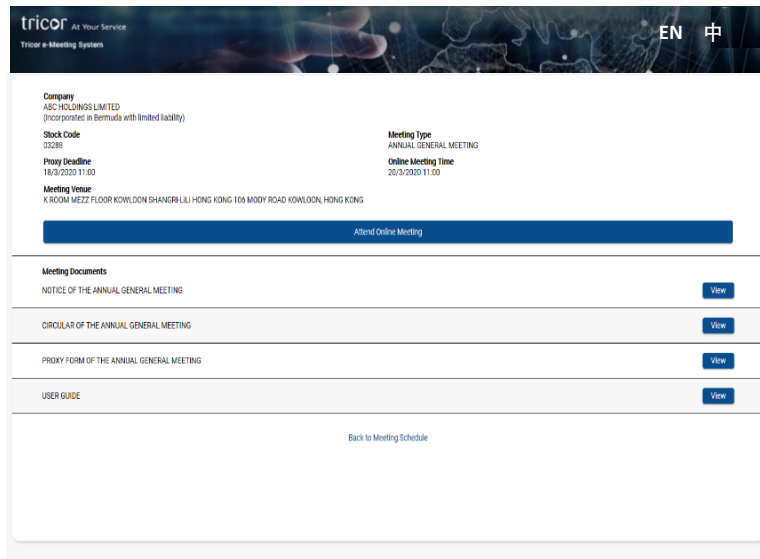 tricor At Your Service
Tricor e-Meeting System
EN 中
Company
ABC HOLDINGS LIMITED
(Incorporated in Bermuda with limited liability)
Stock Code
03288
Meeting Type
ANNUAL GENERAL MEETING
Proxy Deadline
18/3/2020 11:00
Online Meeting Time
20/3/2020 11:00
Meeting Venue
K ROOM MEZZ FLOOR KOWLOON SHANGRI-LILI HONG KONG 106 MODY ROAD KOWLOON, HONG KONG
Attend Online Meeting
Meeting Documents
NOTICE OF THE ANNUAL GENERAL MEETING View
CIRCULAR OF THE ANNUAL GENERAL MEETING View
PROXY FORM OF THE ANNUAL GENERAL MEETING View
USER GUIDE View
Back to Meeting Schedule